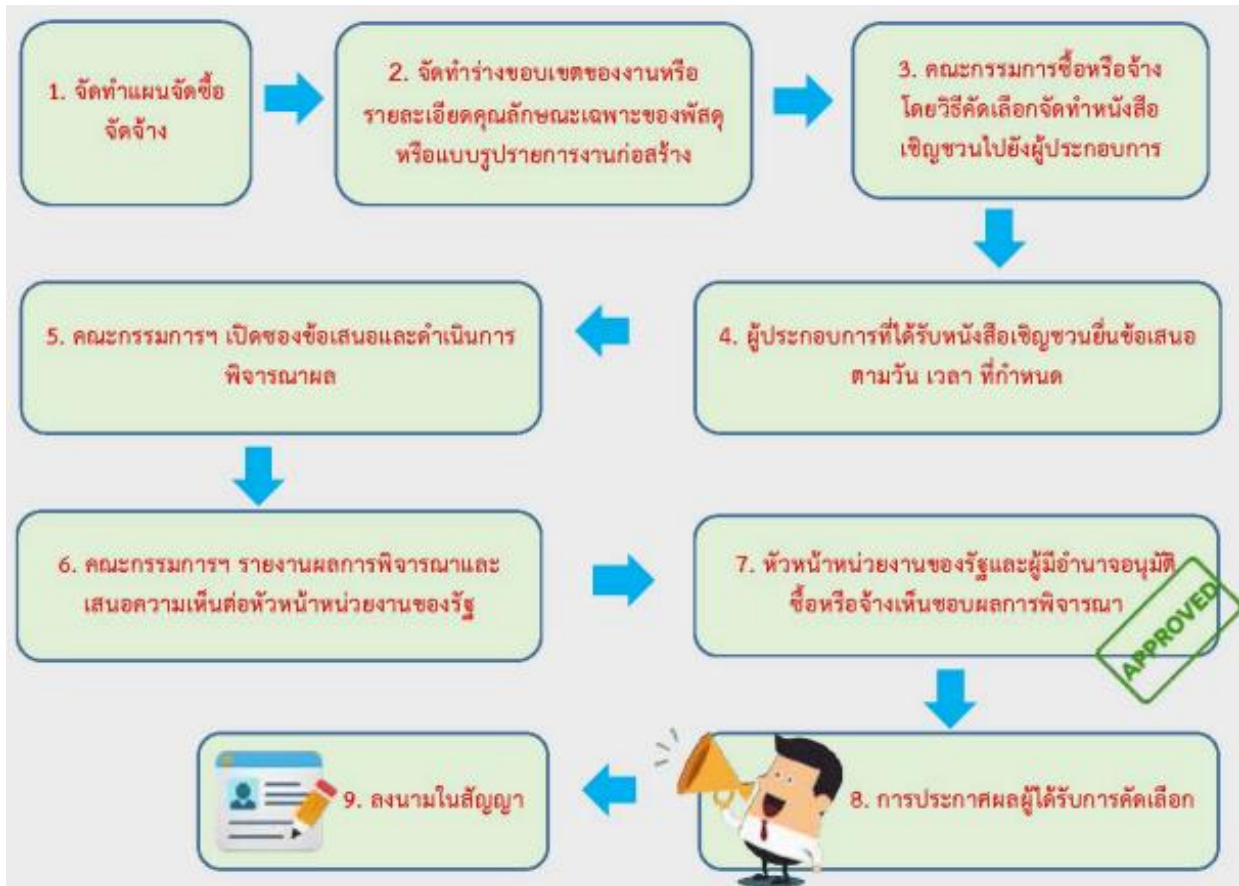 1. จัดทำแผนจัดซื้อ
จัดจ้าง
2. จัดทำร่างขอบเขตของงานหรือ
รายละเอียดคุณลักษณะเฉพาะของพัสดุ
หรือแบบรูปรายการงานก่อสร้าง
3. คณะกรรมการซื้อหรือจ้าง
โดยวิธีคัดเลือกจัดทำหนังสือ
เชิญชวนไปยังผู้ประกอบการ
4. ผู้ประกอบการที่ได้รับหนังสือเชิญชวนยื่นข้อเสนอ
ตามวัน เวลา ที่กำหนด
5. คณะกรรมการฯ เปิดซองข้อเสนอและดำเนินการ
พิจารณาผล
6. คณะกรรมการฯ รายงานผลการพิจารณาและ
เสนอความเห็นต่อหัวหน้าหน่วยงานของรัฐ
7. หัวหน้าหน่วยงานของรัฐและผู้มีอำนาจอนุมัติ
ซื้อหรือจ้างเห็นชอบผลการพิจารณา
APPROVED
8. การประกาศผลผู้ได้รับการคัดเลือก
9. ลงนามในสัญญา